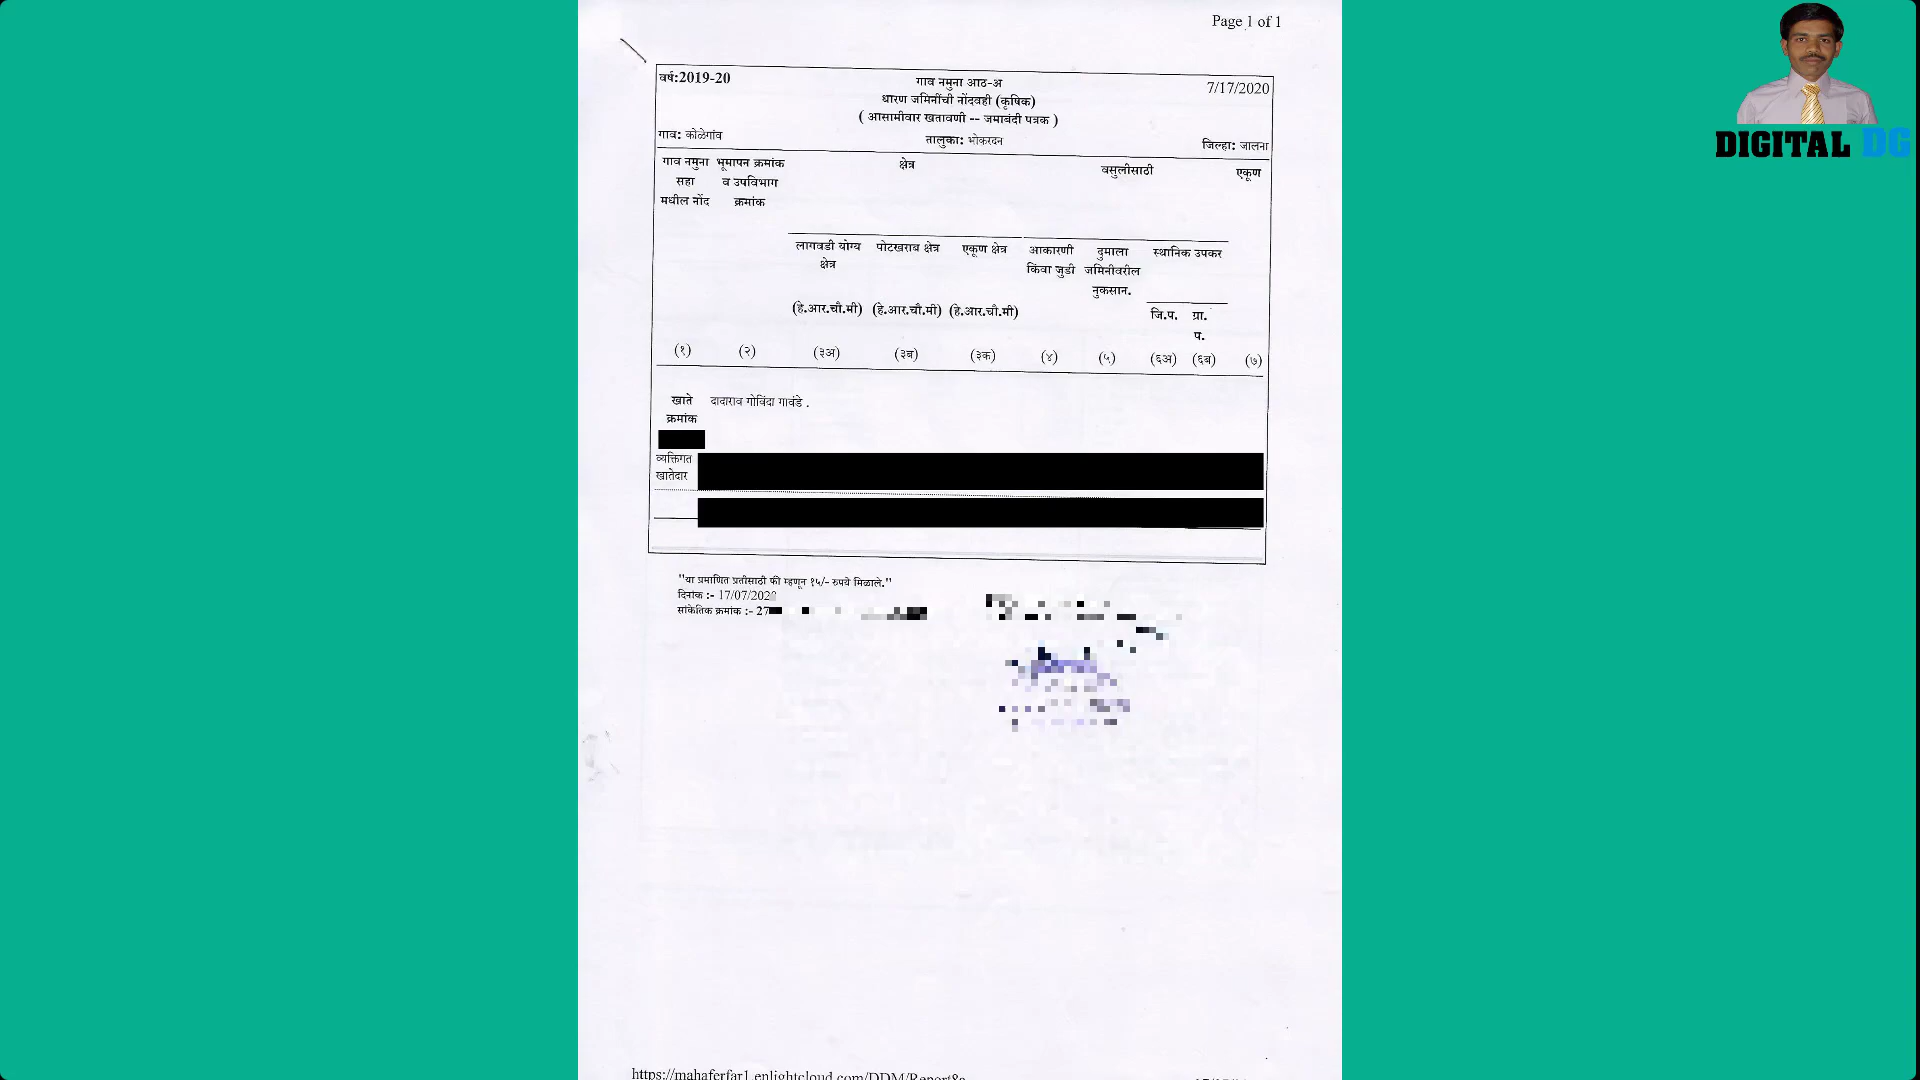 Page 1 of 1
वर्ष:2019-20
गाव नमुना आठ-अ
7/17/2020
धारण जमिनींची नोंदवही (कृषिक)
( आसामीवार खतावणी -- जमाबंदी पत्रक )
गाव: कोळेगांव
तालुका: भोकरदन
जिल्हा: जालना
गाव नमुना सहा मधील नोंद
भूमापन क्रमांक व उपविभाग क्रमांक
क्षेत्र
वसुलीसाठी
एकूण
लागवडी योग्य क्षेत्र
पोटखराब क्षेत्र
एकूण क्षेत्र
आकारणी किंवा जुडी
दुमाला जमिनीवरील नुकसान.
स्थानिक उपकर
(हे.आर.चौ.मी) (हे.आर.चौ.मी) (हे.आर.चौ.मी)
जि.प.
ग्रा. प.
(१) (२) (३अ) (३ब) (३क) (४) (५) (६अ) (६ब) (७)
खाते क्रमांक
दादाराव गोविंदा गावंडे .
व्यक्तिगत खातेदार
"या प्रमाणित प्रतीसाठी फी म्हणून १५/- रुपये मिळाले."
दिनांक :- 17/07/2020
सांकेतिक क्रमांक :- 27
https://mahaferfar1.enlightcloud.com/DDM/Report8a
DIGITAL DG